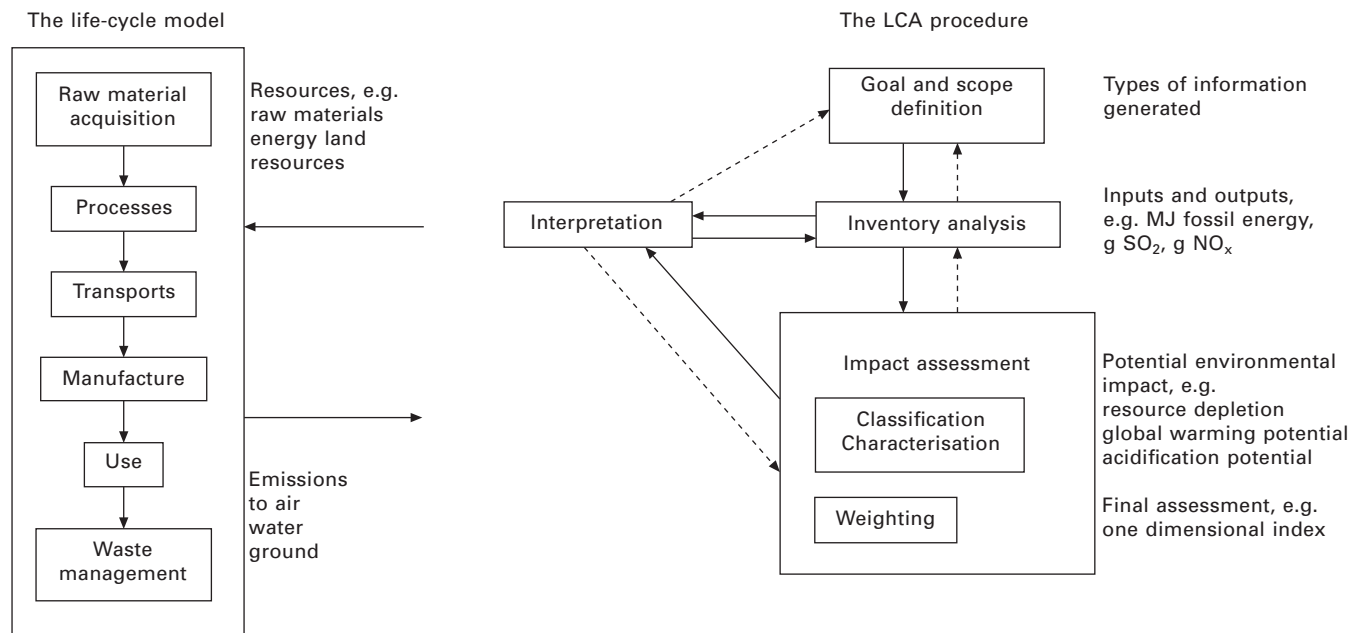 The life-cycle model
Raw material
acquisition
Processes
Transports
Manufacture
Use
Waste
management
Resources, e.g.
raw materials
energy land
resources
Emissions
to air
water
ground
The LCA procedure
Goal and scope
definition
Interpretation
Inventory analysis
Impact assessment
Classification
Characterisation
Weighting
Types of information
generated
Inputs and outputs,
e.g. MJ fossil energy,
g SO₂, g NOₓ
Potential environmental
impact, e.g.
resource depletion
global warming potential
acidification potential
Final assessment, e.g.
one dimensional index